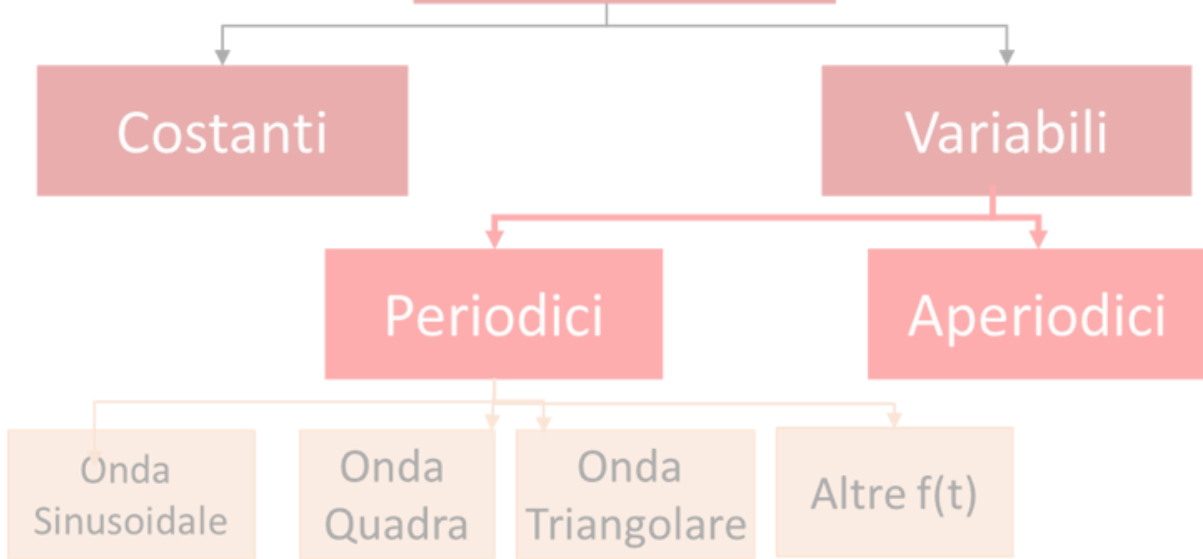 Costanti
Variabili
Periodici
Aperiodici
Onda
Sinusoidale
Onda
Quadra
Onda
Triangolare
Altre f(t)